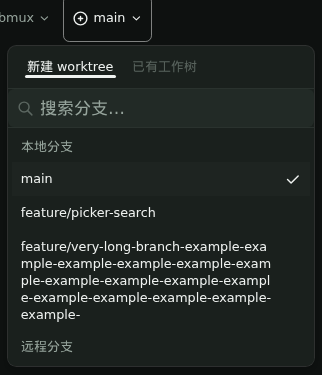 bmux
main
新建 worktree 已有工作树
搜索分支...
本地分支
main
feature/picker-search
feature/very-long-branch-example-exa
mple-example-example-example-exam
ple-example-example-example-exampl
e-example-example-example-example-
example-
远程分支